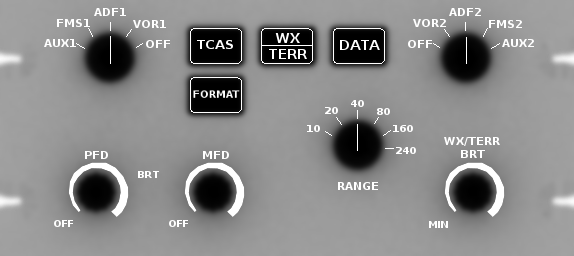 ADF1
FMS1
VOR1
AUX1
OFF
TCAS
WX
TERR
DATA
ADF2
VOR2
FMS2
OFF
AUX2
FORMAT
40
20
80
10
160
240
RANGE
PFD
BRT
OFF
MFD
OFF
WX/TERR
BRT
MIN